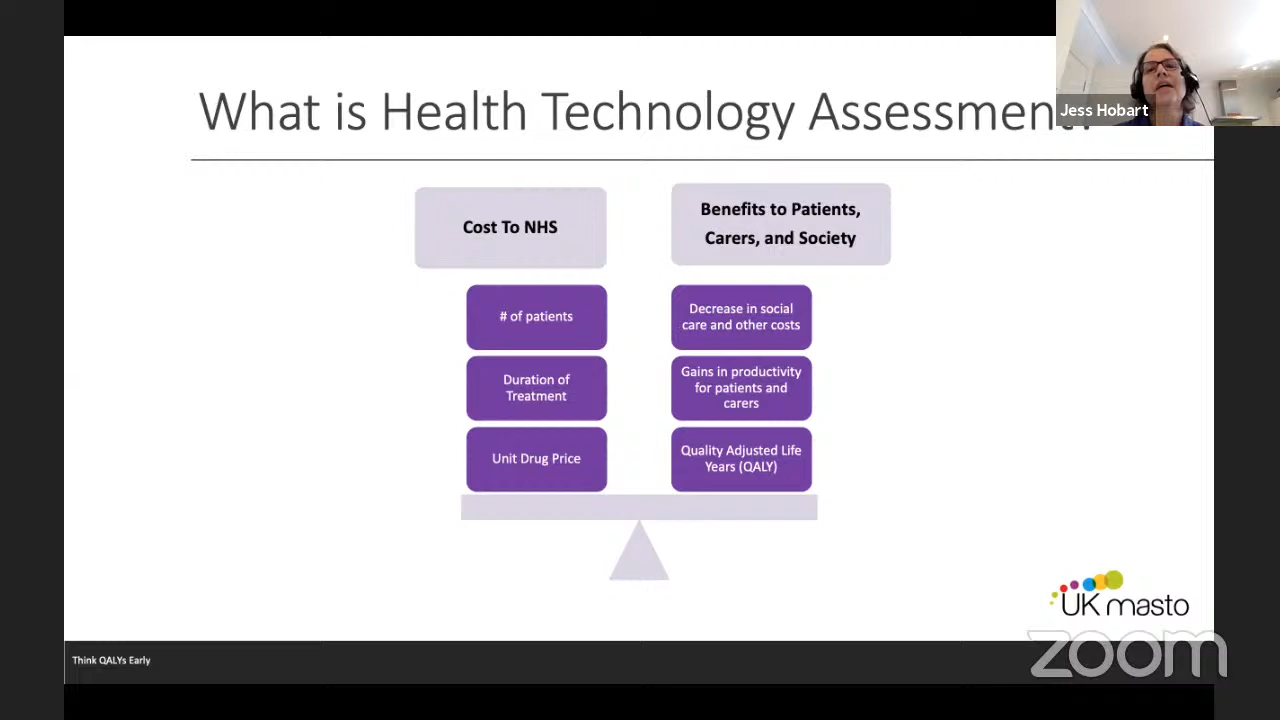 What is Health Technology Assessment?
Jess Hobart
Cost To NHS
Benefits to Patients,
Carers, and Society
# of patients
Decrease in social
care and other costs
Duration of
Treatment
Gains in productivity
for patients and
carers
Unit Drug Price
Quality Adjusted Life
Years (QALY)
UK masto
Think QALYs Early
zoom